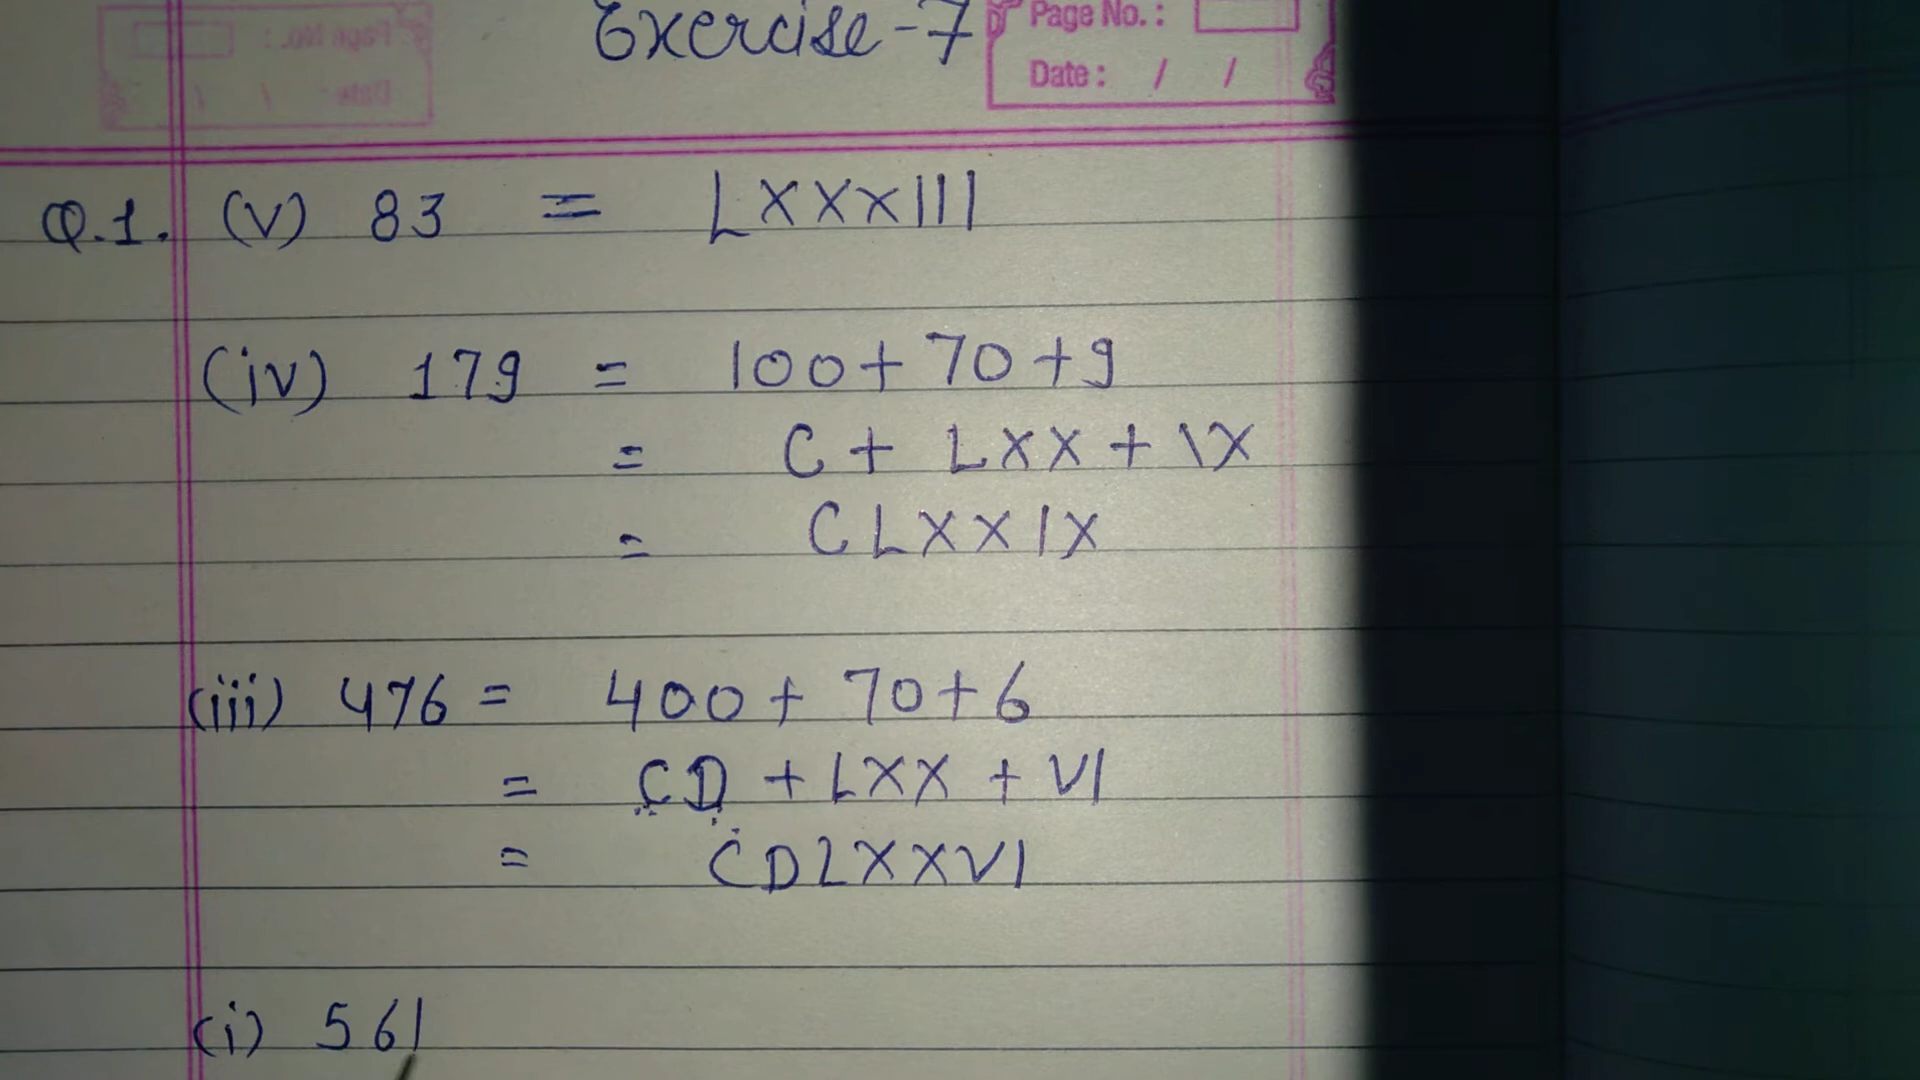 Exercise-7
Page No. :
Date : / /
Q.1. (v) 83 = LXXXIII
(iv) 179 = 100+ 70+9
= C + LXX + IX
= CLXXIX
(iii) 476 = 400+ 70+6
= CD + LXX + VI
= CDLXXVI
(i) 561